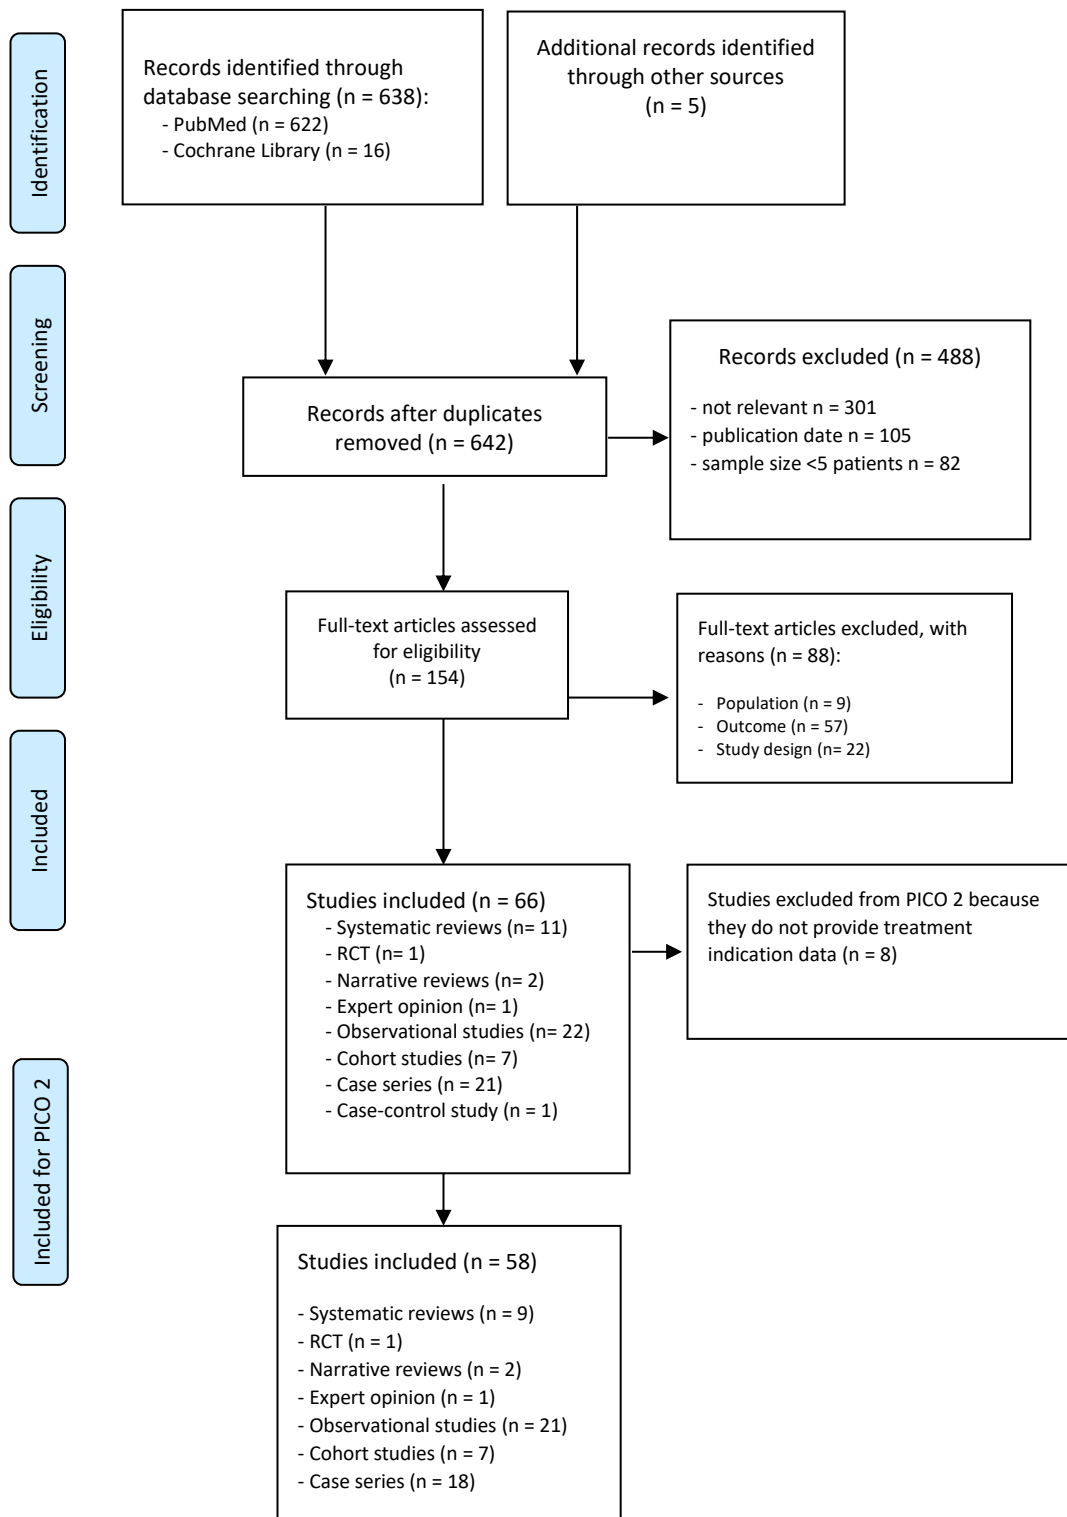 Identification
Records identified through
database searching (n = 638):
- PubMed (n = 622)
- Cochrane Library (n = 16)
Additional records identified
through other sources
(n = 5)
Screening
Records after duplicates
removed (n = 642)
Records excluded (n = 488)
- not relevant n = 301
- publication date n = 105
- sample size <5 patients n = 82
Eligibility
Full-text articles assessed
for eligibility
(n = 154)
Full-text articles excluded, with
reasons (n = 88):
- Population (n = 9)
- Outcome (n = 57)
- Study design (n= 22)
Included
Studies included (n = 66)
- Systematic reviews (n= 11)
- RCT (n= 1)
- Narrative reviews (n= 2)
- Expert opinion (n= 1)
- Observational studies (n= 22)
- Cohort studies (n= 7)
- Case series (n = 21)
- Case-control study (n = 1)
Studies excluded from PICO 2 because
they do not provide treatment
indication data (n = 8)
Included for PICO 2
Studies included (n = 58)
- Systematic reviews (n = 9)
- RCT (n = 1)
- Narrative reviews (n = 2)
- Expert opinion (n = 1)
- Observational studies (n = 21)
- Cohort studies (n = 7)
- Case series (n = 18)